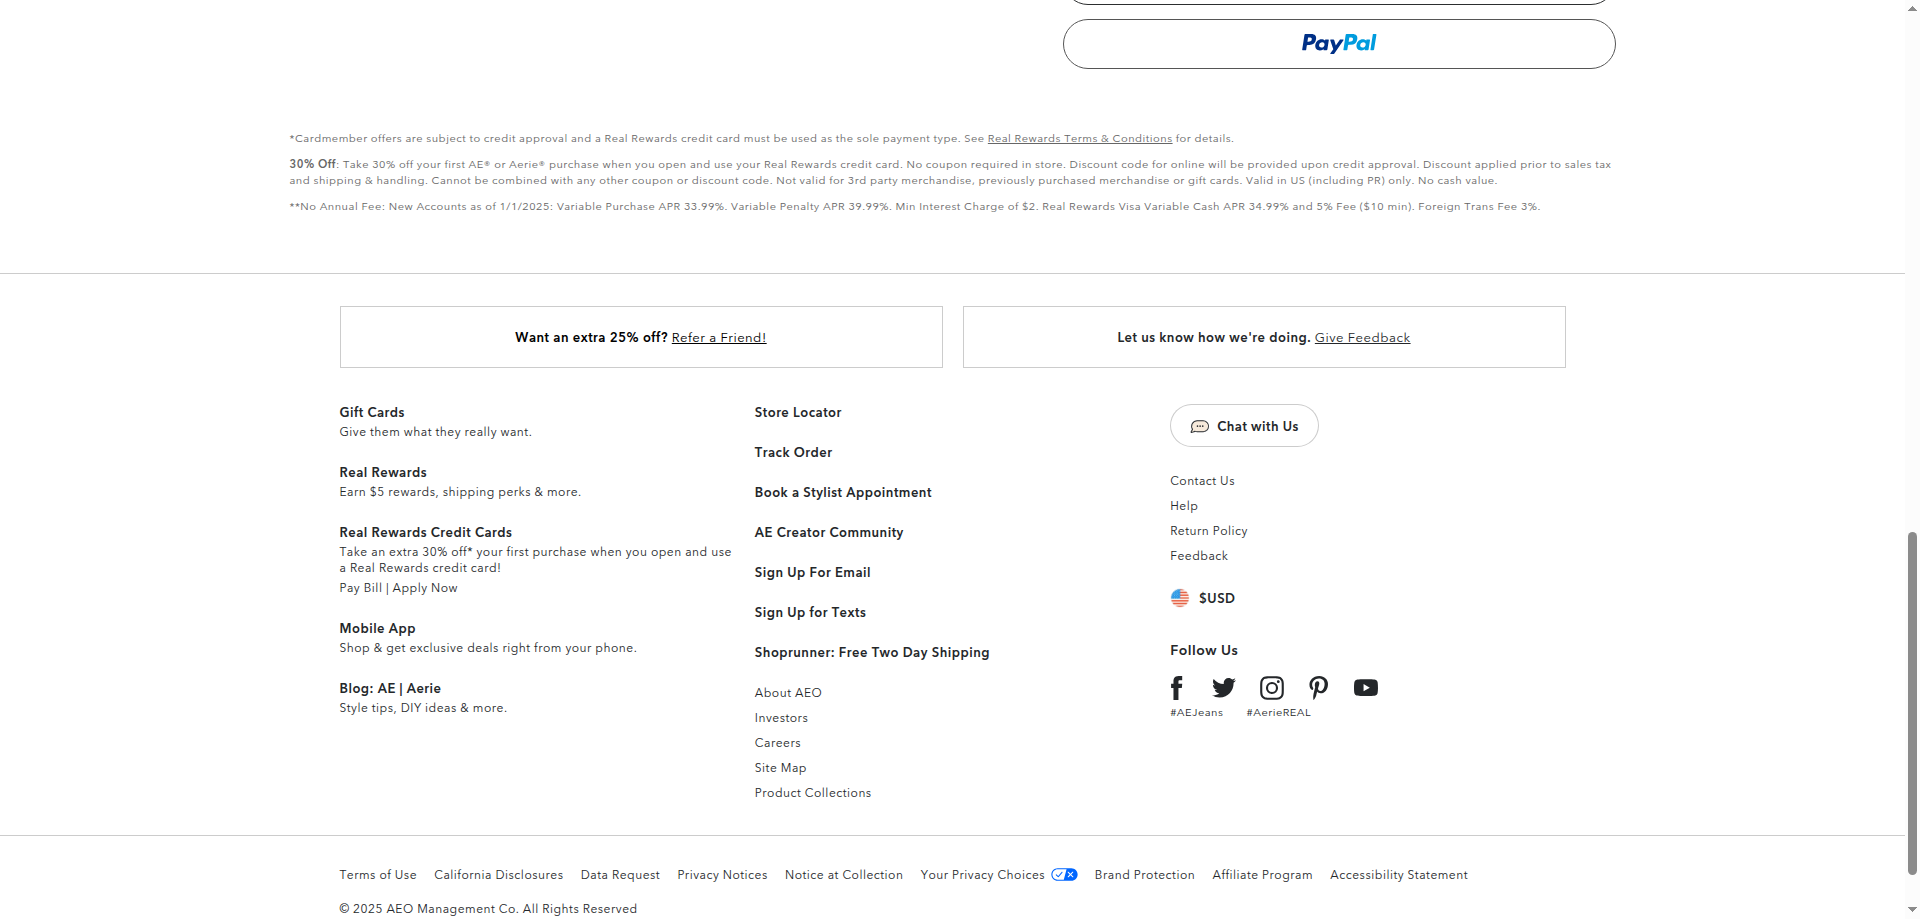 PayPal
*Cardmember offers are subject to credit approval and a Real Rewards credit card must be used as the sole payment type. See Real Rewards Terms & Conditions for details.
30% Off: Take 30% off your first AE® or Aerie® purchase when you open and use your Real Rewards credit card. No coupon required in store. Discount code for online will be provided upon credit approval. Discount applied prior to sales tax
and shipping & handling. Cannot be combined with any other coupon or discount code. Not valid for 3rd party merchandise, previously purchased merchandise or gift cards. Valid in US (including PR) only. No cash value.
**No Annual Fee: New Accounts as of 1/1/2025: Variable Purchase APR 33.99%. Variable Penalty APR 39.99%. Min Interest Charge of $2. Real Rewards Visa Variable Cash APR 34.99% and 5% Fee ($10 min). Foreign Trans Fee 3%.
Want an extra 25% off? Refer a Friend!
Let us know how we're doing. Give Feedback
Gift Cards
Give them what they really want.
Real Rewards
Earn $5 rewards, shipping perks & more.
Real Rewards Credit Cards
Take an extra 30% off* your first purchase when you open and use
a Real Rewards credit card!
Pay Bill | Apply Now
Mobile App
Shop & get exclusive deals right from your phone.
Blog: AE | Aerie
Style tips, DIY ideas & more.
Store Locator
Track Order
Book a Stylist Appointment
AE Creator Community
Sign Up For Email
Sign Up for Texts
Shoprunner: Free Two Day Shipping
About AEO
Investors
Careers
Site Map
Product Collections
Chat with Us
Contact Us
Help
Return Policy
Feedback
$USD
Follow Us
#AEJeans #AerieREAL
Terms of Use California Disclosures Data Request Privacy Notices Notice at Collection Your Privacy Choices Brand Protection Affiliate Program Accessibility Statement
© 2025 AEO Management Co. All Rights Reserved